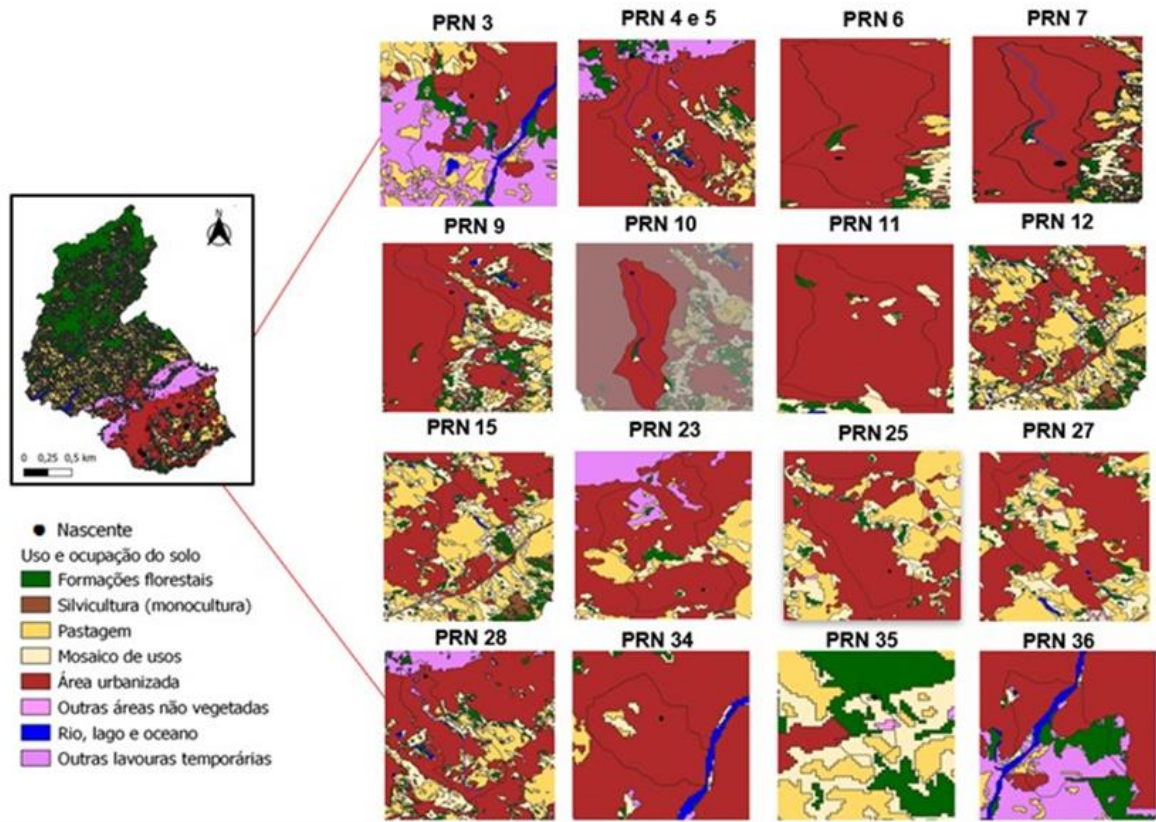 PRN 3
PRN 4 e 5
PRN 6
PRN 7
PRN 9
PRN 10
PRN 11
PRN 12
PRN 15
PRN 23
PRN 25
PRN 27
PRN 28
PRN 34
PRN 35
PRN 36
N
0 0,25 0,5 km
Nascente
Uso e ocupação do solo
Formações florestais
Silvicultura (monocultura)
Pastagem
Mosaico de usos
Área urbanizada
Outras áreas não vegetadas
Rio, lago e oceano
Outras lavouras temporárias